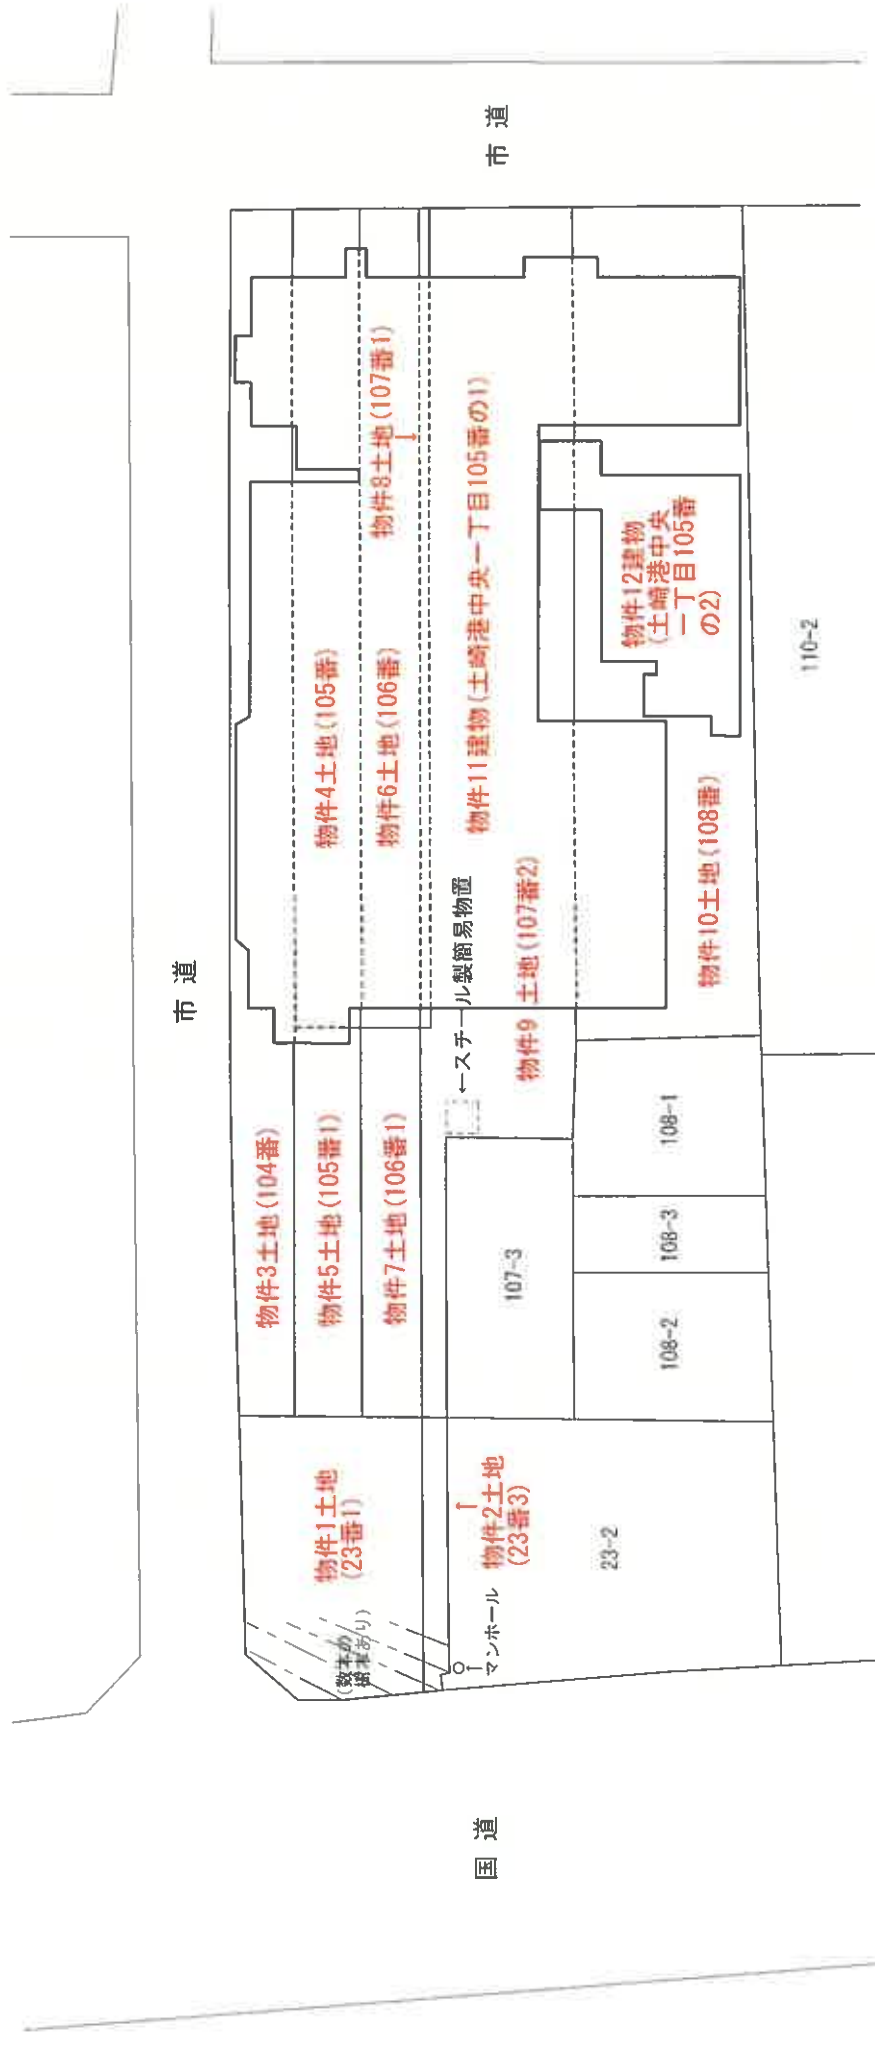 市道
市道
物件8土地(107番1)
↓
物件4土地(105番)
物件6土地(106番)
物件11建物(土崎港中央一丁目105番の1)
物件12建物
(土崎港中央
一丁目105番
の2)
110-2
物件10土地(108番)
物件9 土地(107番2)
←スチール製簡易物置
物件3土地(104番)
物件5土地(105番1)
物件7土地(106番1)
107-3
108-1
108-3
108-2
物件1土地
(23番1)
↑
物件2土地
(23番3)
23-2
(数本の
樹木あり)
↑
マンホール
国道